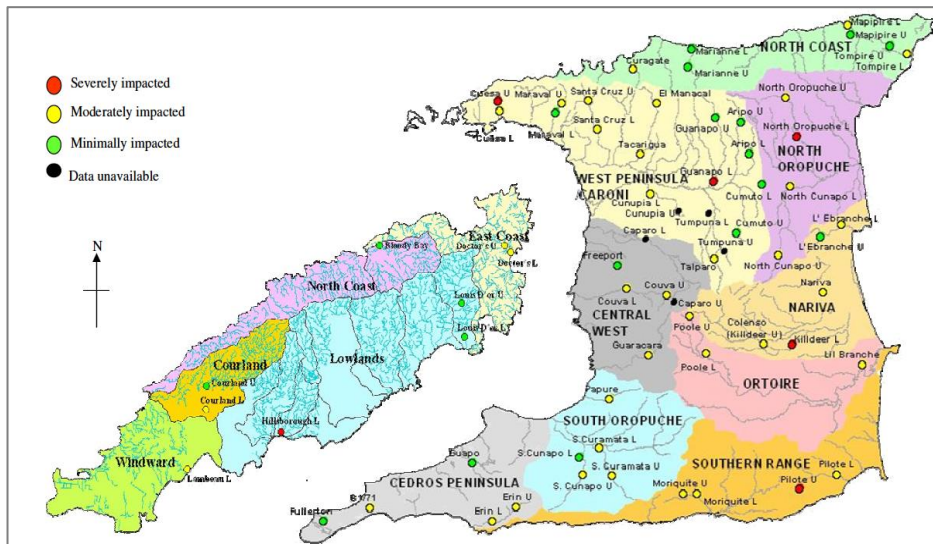 Severely impacted
Moderately impacted
Minimally impacted
Data unavailable
N
East Coast
Bloody Bay
Doctor's U
Doctor's L
North Coast
Louis D'or U
Louis D'or L
Lowlands
Courland
Courland U
Courland L
Hillsborough L
Windward
Lambeau L
Mapipire L
Mapipire U
Marianne L
NORTH COAST
Curagate
Marianne U
Tompire U
Tompire L
Cuesa U
Maraval U
Santa Cruz U
El Manacal
North Oropuche U
Cuesa L
Maraval L
Santa Cruz L
Guanapo U
Aripo U
North Oropuche L
Tacarigua
Aripo L
NORTH OROPUCHE
WEST PENINSULA
CARONI
Guanapo L
Cunupia L
Cumuto L
North Cunapo L
Cunupia U
Tumpuna L
L' Ebranche L
Caparo L
Cumuto U
Tumpuna U
L'Ebranche U
Freeport
Talparo
North Cunapo U
Couva U
Nariva
Couva L
Caparo U
NARIVA
CENTRAL WEST
Poole U
Colenso (Killdeer U)
Killdeer L
Guaracara
Poole L
Lil Branche
ORTOIRE
Papure
SOUTH OROPUCHE
S.Curamata L
Guapo
S.Cunapo L
SOUTHERN RANGE
CEDROS PENINSULA
S. Curamata U
Pilote L
S. Cunapo U
Moriquite U
Pilote U
Moriquite L
Erin U
Fullerton
Erin L